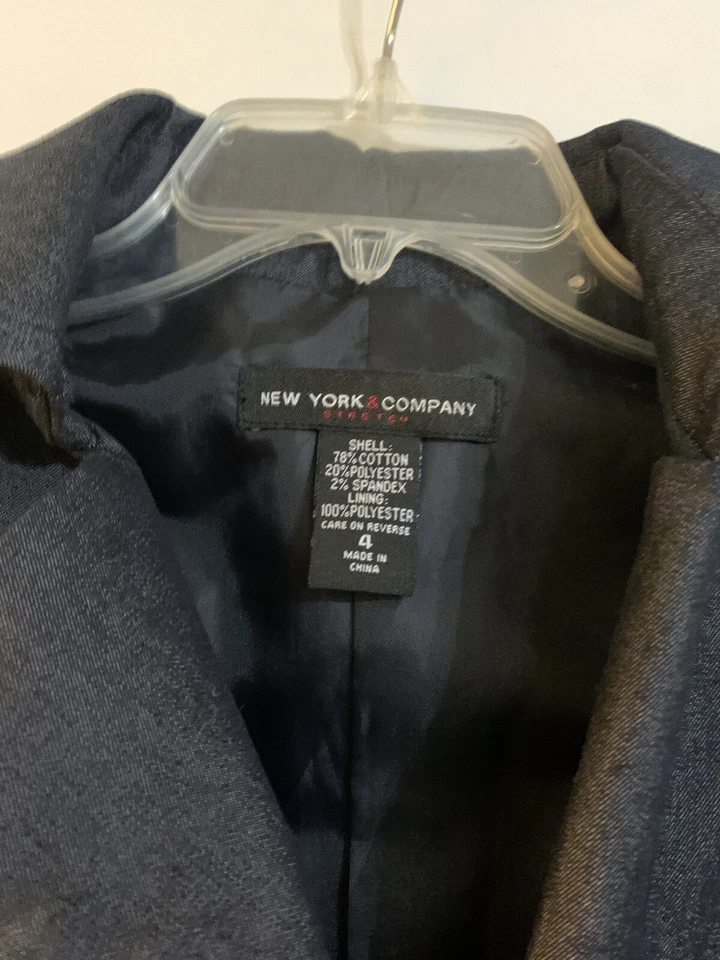 NEW YORK & COMPANY
STRETCH
SHELL:
78% COTTON
20% POLYESTER
2% SPANDEX
LINING:
100% POLYESTER
CARE ON REVERSE
4
MADE IN
CHINA